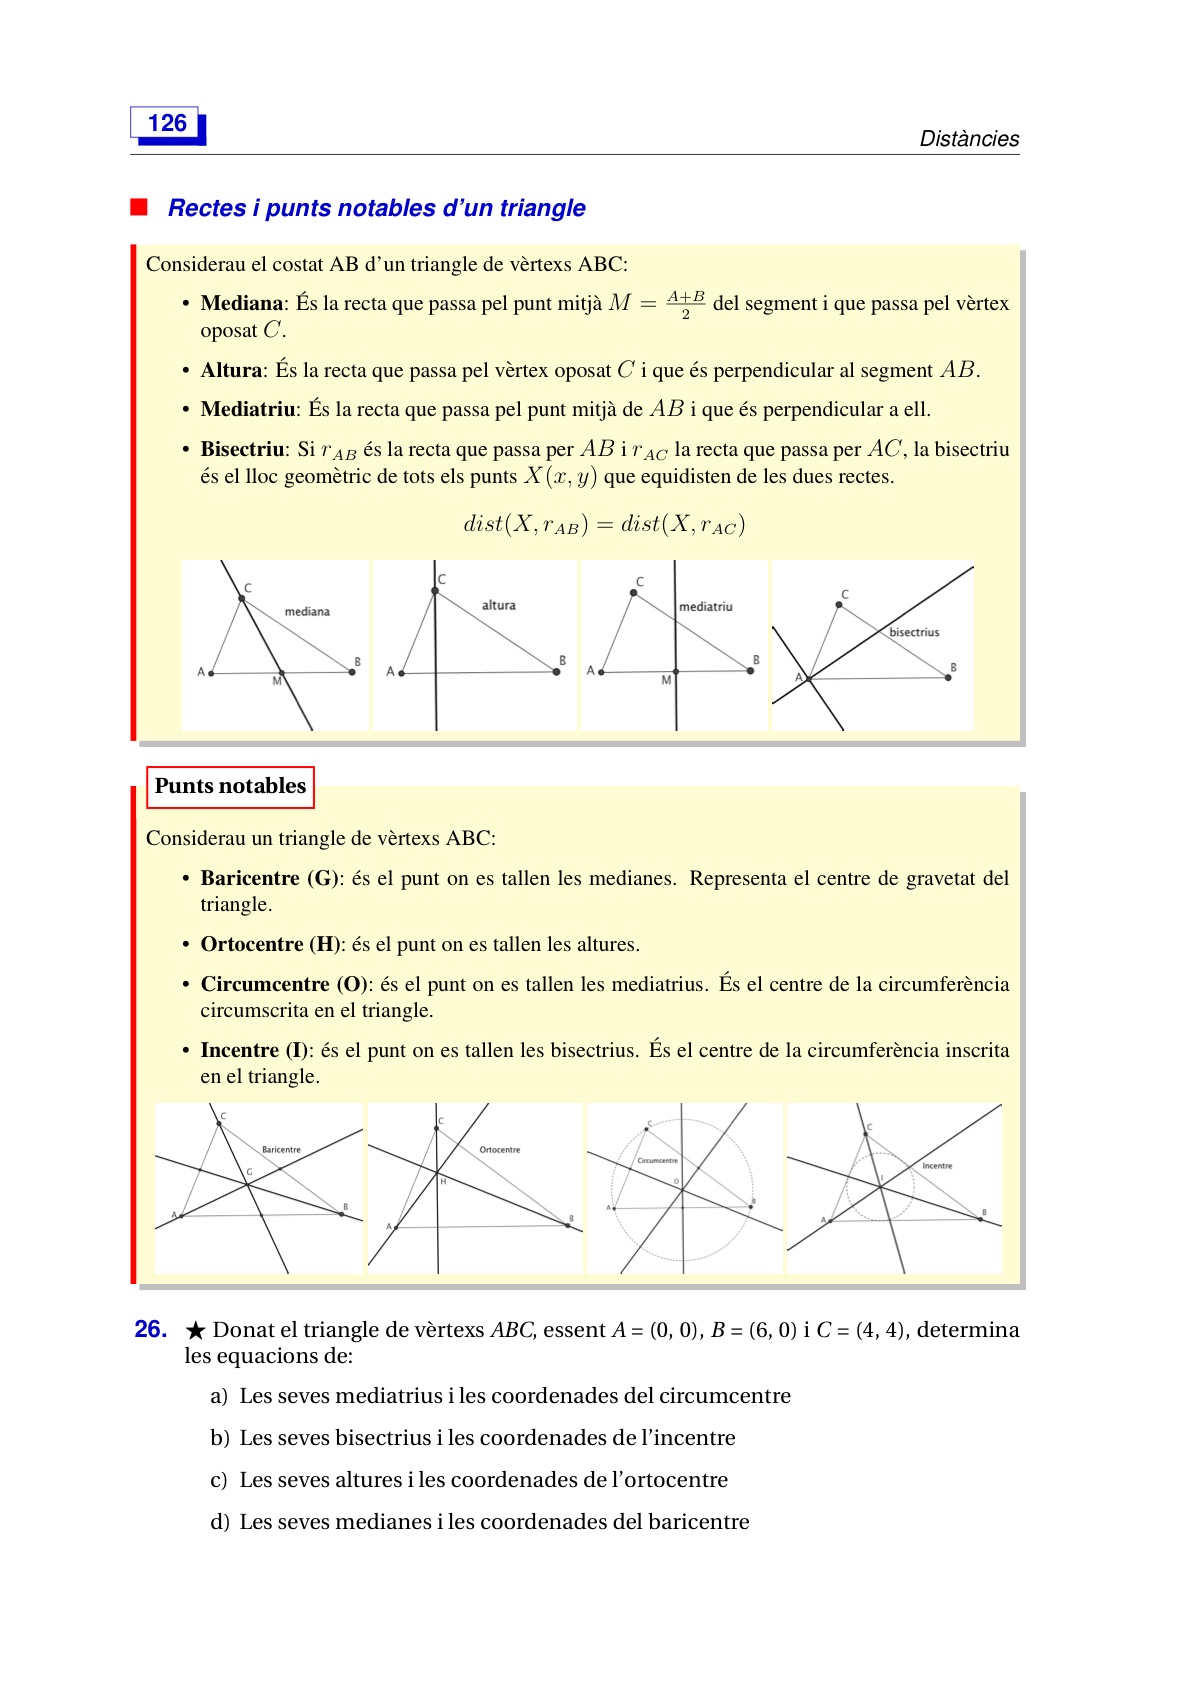 126
Distàncies
Rectes i punts notables d'un triangle
Considerau el costat AB d'un triangle de vèrtexs ABC:
• Mediana: És la recta que passa pel punt mitjà M = \frac{A+B}{2} del segment i que passa pel vèrtex
oposat C.
• Altura: És la recta que passa pel vèrtex oposat C i que és perpendicular al segment AB.
• Mediatriu: És la recta que passa pel punt mitjà de AB i que és perpendicular a ell.
• Bisectriu: Si r_{AB} és la recta que passa per AB i r_{AC} la recta que passa per AC, la bisectriu
és el lloc geomètric de tots els punts X(x, y) que equidisten de les dues rectes.
dist(X, r_{AB}) = dist(X, r_{AC})
C
mediana
A
B
M
C
altura
A
B
C
mediatriu
A
B
M
C
bisectrius
A
B
Punts notables
Considerau un triangle de vèrtexs ABC:
• Baricentre (G): és el punt on es tallen les medianes. Representa el centre de gravetat del
triangle.
• Ortocentre (H): és el punt on es tallen les altures.
• Circumcentre (O): és el punt on es tallen les mediatrius. És el centre de la circumferència
circumscrita en el triangle.
• Incentre (I): és el punt on es tallen les bisectrius. És el centre de la circumferència inscrita
en el triangle.
C
Baricentre
G
A
B
C
Ortocentre
H
A
B
C
Circumcentre
O
A
B
C
Incentre
I
A
B
26. ★ Donat el triangle de vèrtexs ABC, essent A = (0, 0), B = (6, 0) i C = (4, 4), determina
les equacions de:
a) Les seves mediatrius i les coordenades del circumcentre
b) Les seves bisectrius i les coordenades de l'incentre
c) Les seves altures i les coordenades de l'ortocentre
d) Les seves medianes i les coordenades del baricentre